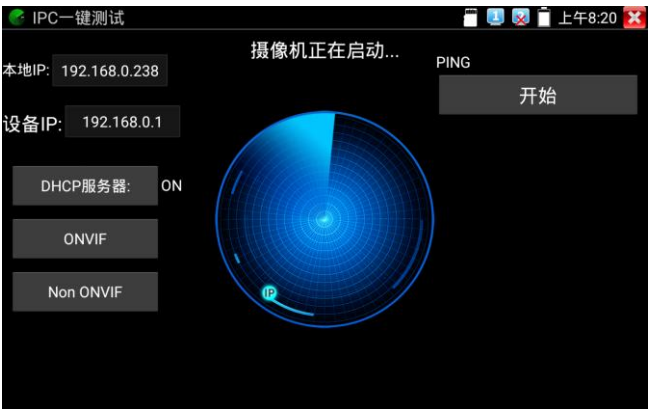 IPC一键测试
1
上午8:20
本地IP: 192.168.0.238
摄像机正在启动...
PING
开始
设备IP: 192.168.0.1
DHCP服务器: ON
ONVIF
Non ONVIF
IP